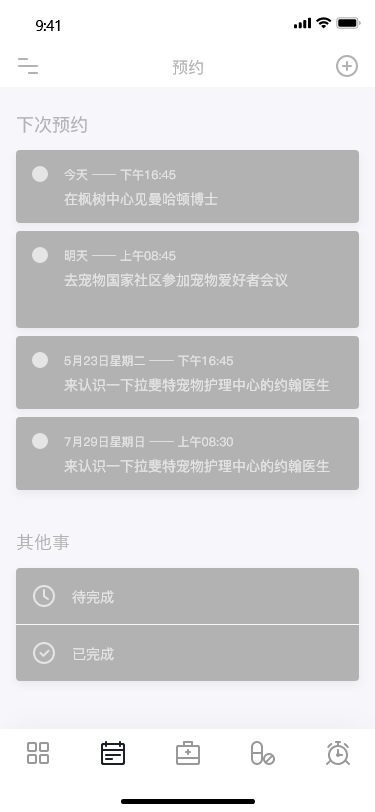 9:41
预约
下次预约
今天 —— 下午16:45
在枫树中心见曼哈顿博士
明天 —— 上午08:45
去宠物国家社区参加宠物爱好者会议
5月23日星期二 —— 下午16:45
来认识一下拉斐特宠物护理中心的约翰医生
7月29日星期日 —— 上午08:30
来认识一下拉斐特宠物护理中心的约翰医生
其他事
待完成
已完成